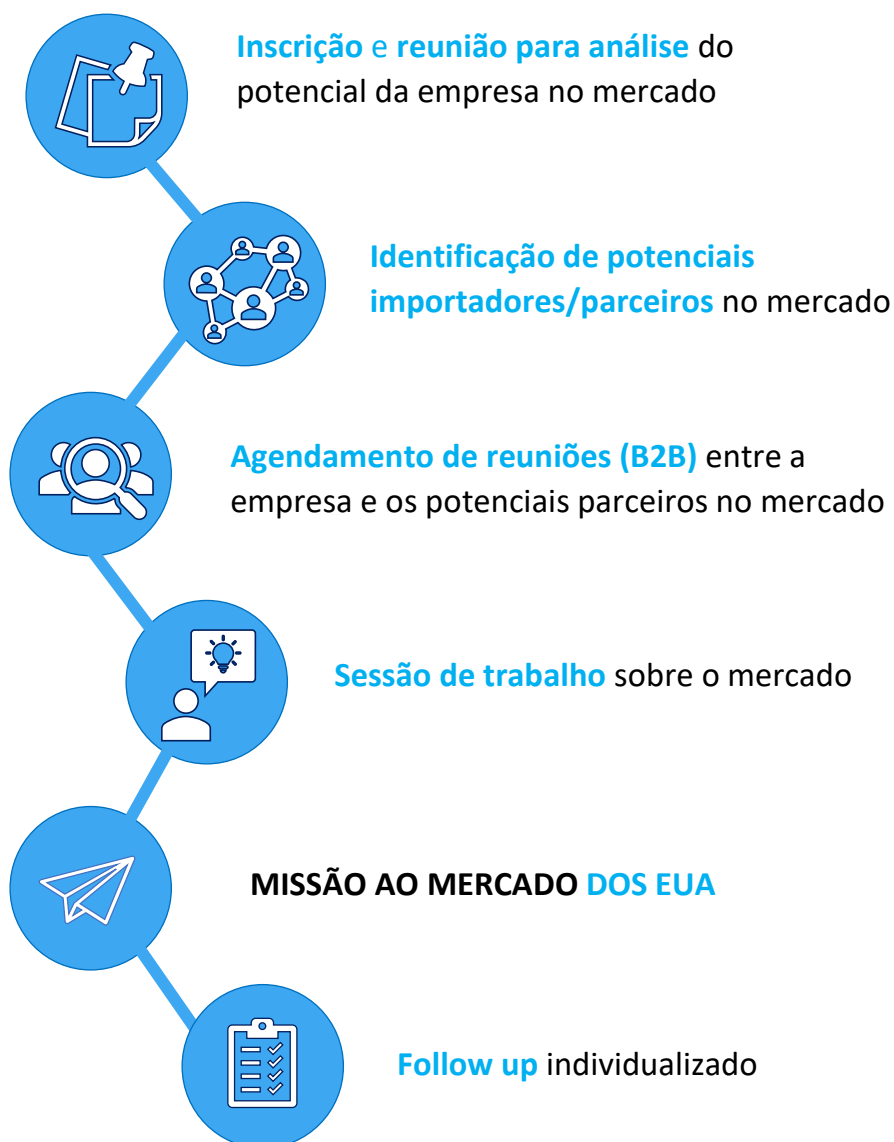 Inscrição e reunião para análise do
potencial da empresa no mercado
Identificação de potenciais
importadores/parceiros no mercado
Agendamento de reuniões (B2B) entre a
empresa e os potenciais parceiros no mercado
Sessão de trabalho sobre o mercado
MISSÃO AO MERCADO DOS EUA
Follow up individualizado